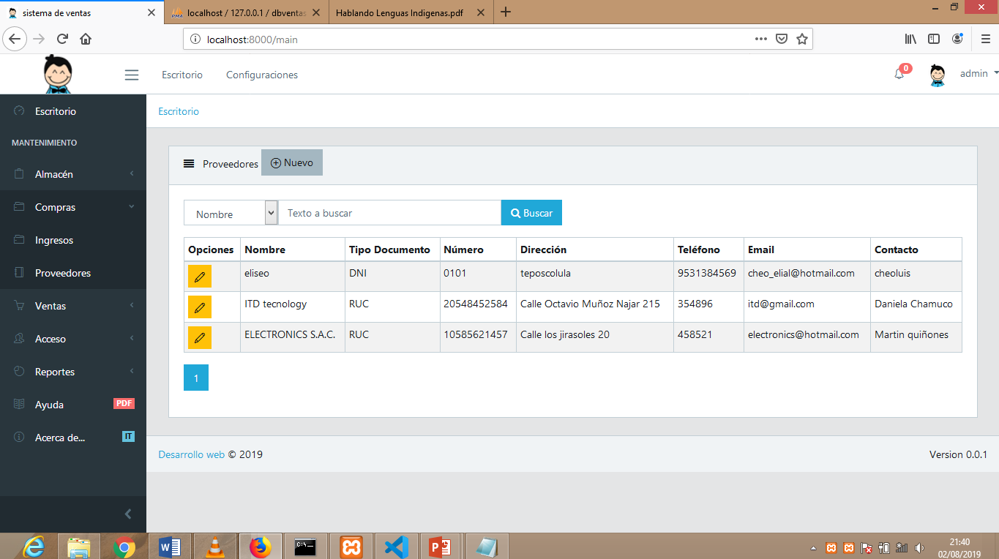 sistema de ventas
localhost / 127.0.0.1 / dbventas
Hablando Lenguas Indigenas.pdf
localhost:8000/main
Escritorio
Configuraciones
0
admin
Escritorio
MANTENIMIENTO
Almacén
Compras
Ingresos
Proveedores
Ventas
Acceso
Reportes
Ayuda PDF
Acerca de... IT
Escritorio
Proveedores
Nuevo
Nombre
Texto a buscar
Buscar
Opciones Nombre Tipo Documento Número Dirección Teléfono Email Contacto
eliseo DNI 0101 teposcolula 9531384569 cheo_elial@hotmail.com cheoluis
ITD tecnology RUC 20548452584 Calle Octavio Muñoz Najar 215 354896 itd@gmail.com Daniela Chamuco
ELECTRONICS S.A.C. RUC 10585621457 Calle los jirasoles 20 458521 electronics@hotmail.com Martin quiñones
1
Desarrollo web © 2019
Version 0.0.1
21:40
02/08/2019